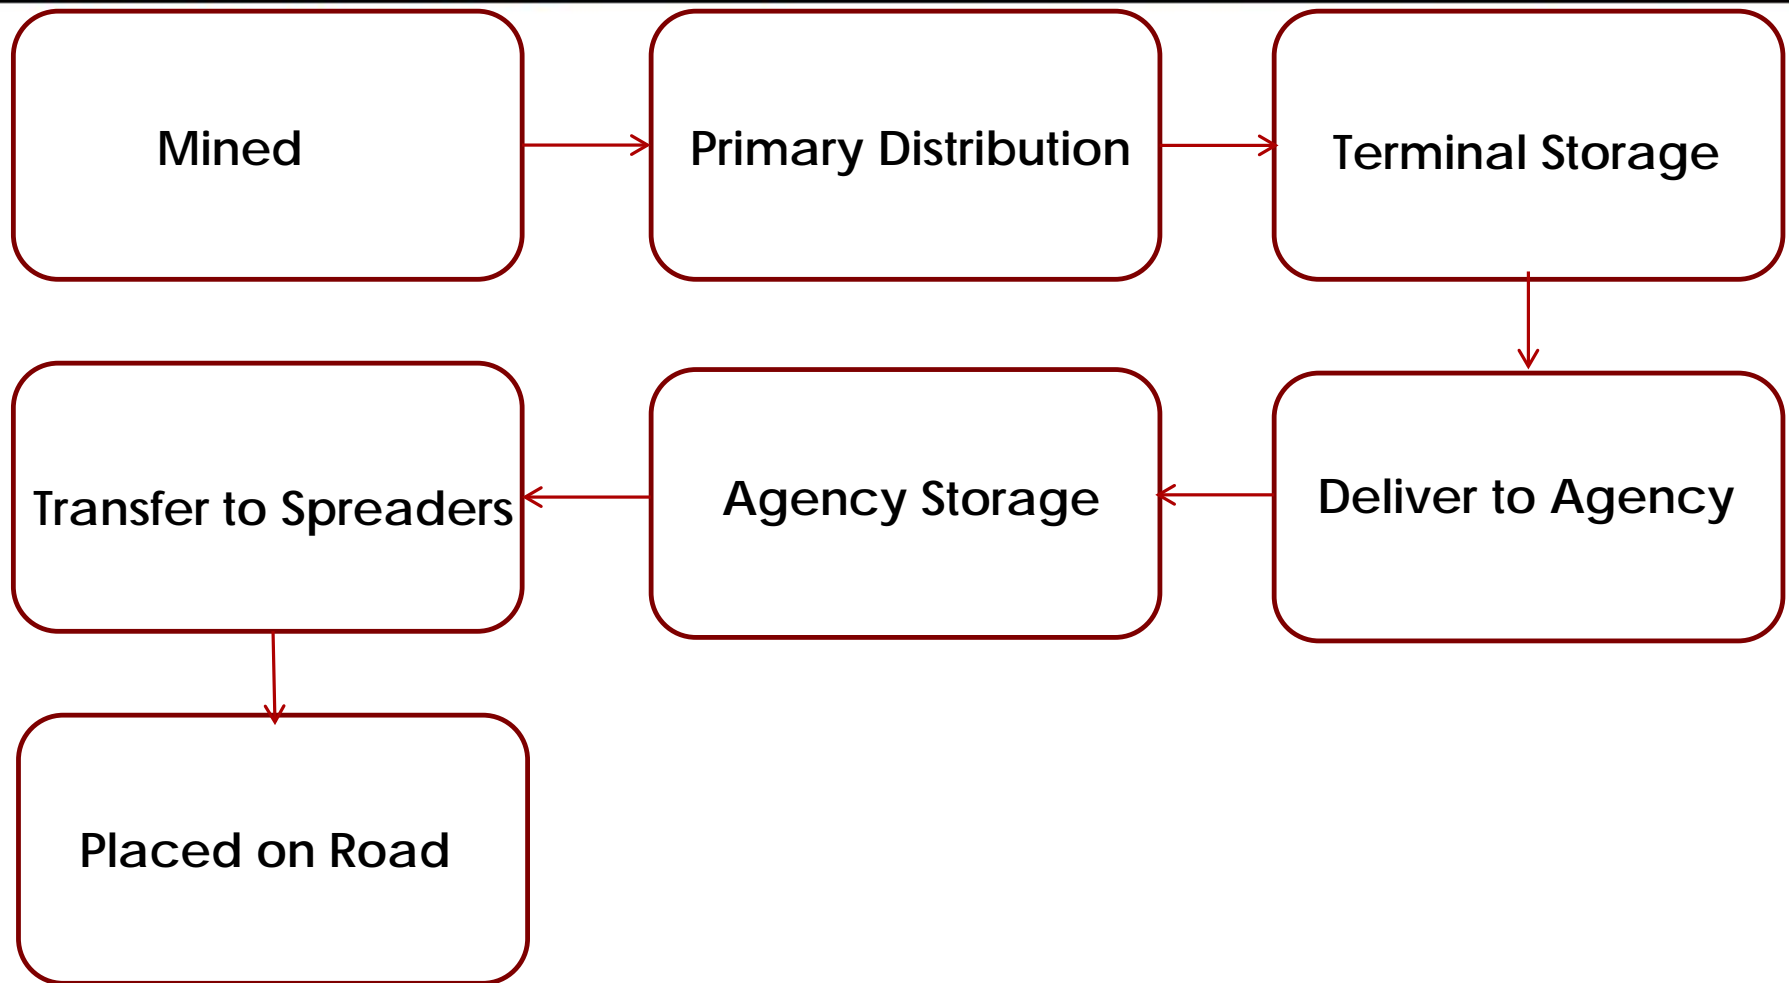 Mined
Primary Distribution
Terminal Storage
Deliver to Agency
Agency Storage
Transfer to Spreaders
Placed on Road